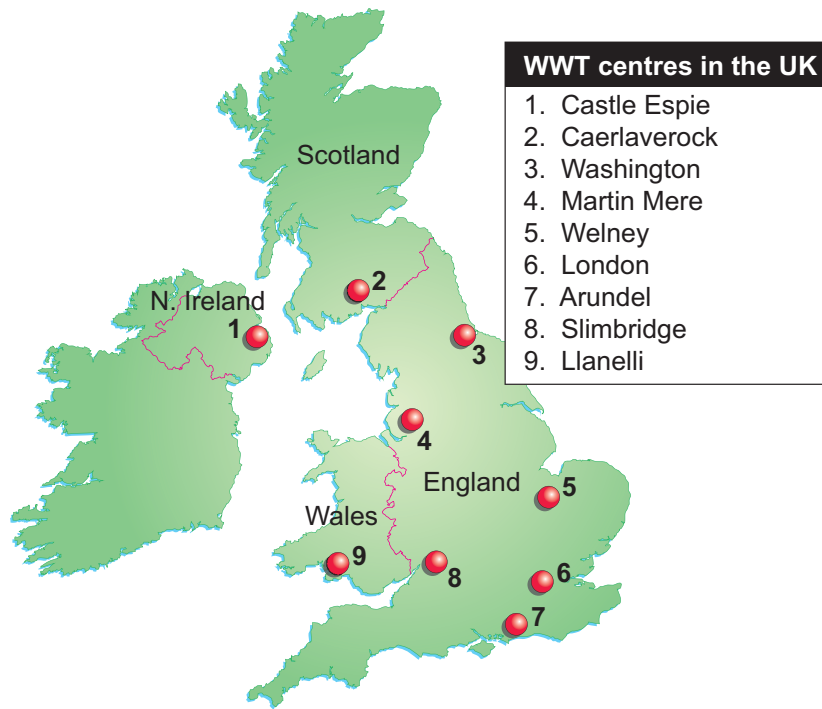 WWT centres in the UK
1. Castle Espie
2. Caerlaverock
3. Washington
4. Martin Mere
5. Welney
6. London
7. Arundel
8. Slimbridge
9. Llanelli
Scotland
2
N. Ireland
1
3
4
England
5
Wales
9
8
6
7